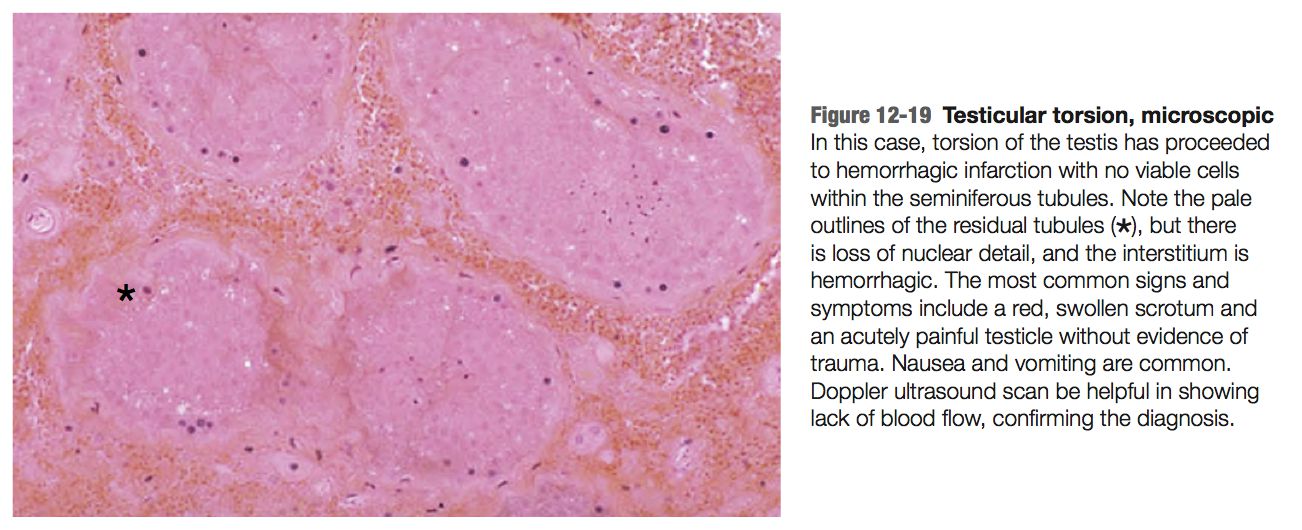 *
Figure 12-19 Testicular torsion, microscopic
In this case, torsion of the testis has proceeded
to hemorrhagic infarction with no viable cells
within the seminiferous tubules. Note the pale
outlines of the residual tubules (*), but there
is loss of nuclear detail, and the interstitium is
hemorrhagic. The most common signs and
symptoms include a red, swollen scrotum and
an acutely painful testicle without evidence of
trauma. Nausea and vomiting are common.
Doppler ultrasound scan be helpful in showing
lack of blood flow, confirming the diagnosis.